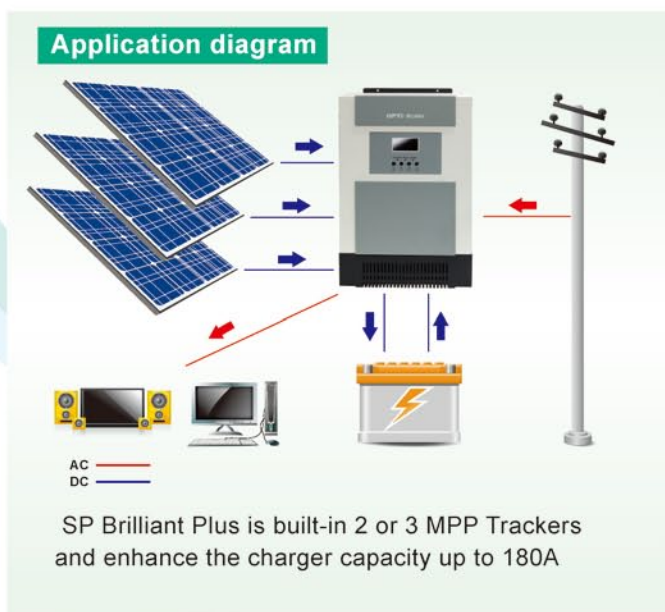 Application diagram
AC
DC
SP Brilliant Plus is built-in 2 or 3 MPP Trackers
and enhance the charger capacity up to 180A